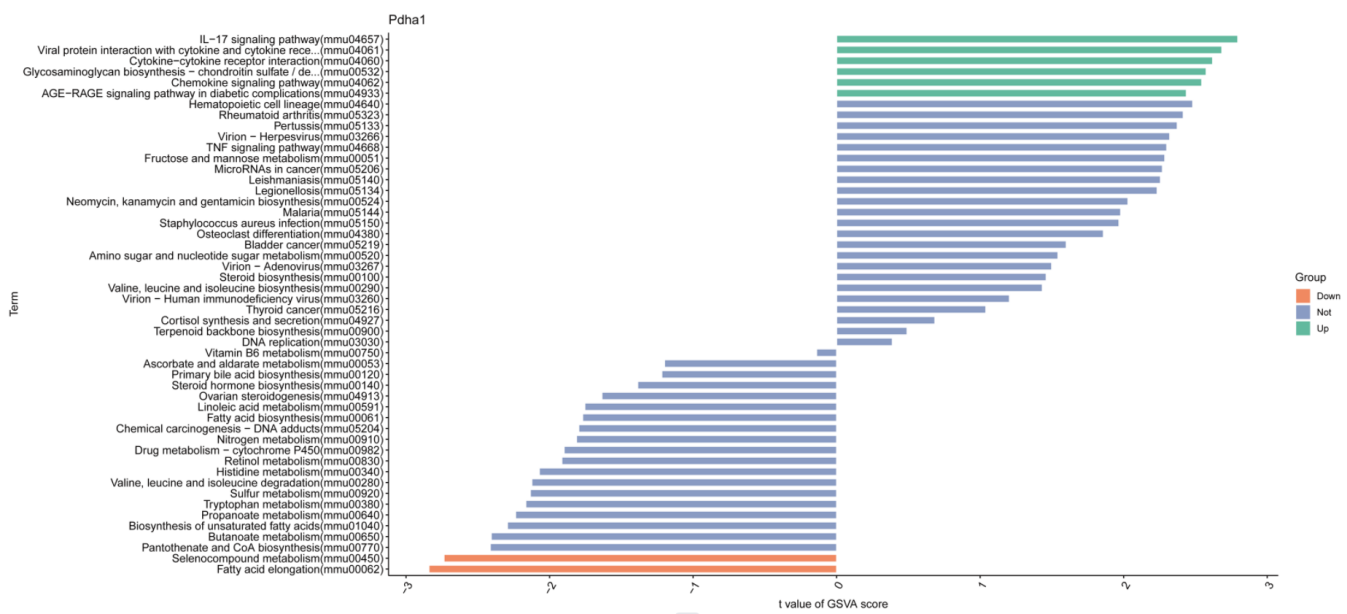 Pdha1
IL−17 signaling pathway(mmu04657)
Viral protein interaction with cytokine and cytokine rece...(mmu04061)
Cytokine−cytokine receptor interaction(mmu04060)
Glycosaminoglycan biosynthesis − chondroitin sulfate / de...(mmu00532)
Chemokine signaling pathway(mmu04062)
AGE−RAGE signaling pathway in diabetic complications(mmu04933)
Hematopoietic cell lineage(mmu04640)
Rheumatoid arthritis(mmu05323)
Pertussis(mmu05133)
Virion − Herpesvirus(mmu03266)
TNF signaling pathway(mmu04668)
Fructose and mannose metabolism(mmu00051)
MicroRNAs in cancer(mmu05206)
Leishmaniasis(mmu05140)
Legionellosis(mmu05134)
Neomycin, kanamycin and gentamicin biosynthesis(mmu00524)
Malaria(mmu05144)
Staphylococcus aureus infection(mmu05150)
Osteoclast differentiation(mmu04380)
Bladder cancer(mmu05219)
Amino sugar and nucleotide sugar metabolism(mmu00520)
Virion − Adenovirus(mmu03267)
Steroid biosynthesis(mmu00100)
Valine, leucine and isoleucine biosynthesis(mmu00290)
Virion − Human immunodeficiency virus(mmu03260)
Thyroid cancer(mmu05216)
Cortisol synthesis and secretion(mmu04927)
Terpenoid backbone biosynthesis(mmu00900)
DNA replication(mmu03030)
Vitamin B6 metabolism(mmu00750)
Ascorbate and aldarate metabolism(mmu00053)
Primary bile acid biosynthesis(mmu00120)
Steroid hormone biosynthesis(mmu00140)
Ovarian steroidogenesis(mmu04913)
Linoleic acid metabolism(mmu00591)
Fatty acid biosynthesis(mmu00061)
Chemical carcinogenesis − DNA adducts(mmu05204)
Nitrogen metabolism(mmu00910)
Drug metabolism − cytochrome P450(mmu00982)
Retinol metabolism(mmu00830)
Histidine metabolism(mmu00340)
Valine, leucine and isoleucine degradation(mmu00280)
Sulfur metabolism(mmu00920)
Tryptophan metabolism(mmu00380)
Propanoate metabolism(mmu00640)
Biosynthesis of unsaturated fatty acids(mmu01040)
Butanoate metabolism(mmu00650)
Pantothenate and CoA biosynthesis(mmu00770)
Selenocompound metabolism(mmu00450)
Fatty acid elongation(mmu00062)
Term
−3
−2
−1
0
1
2
3
t value of GSVA score
Group
Down
Not
Up